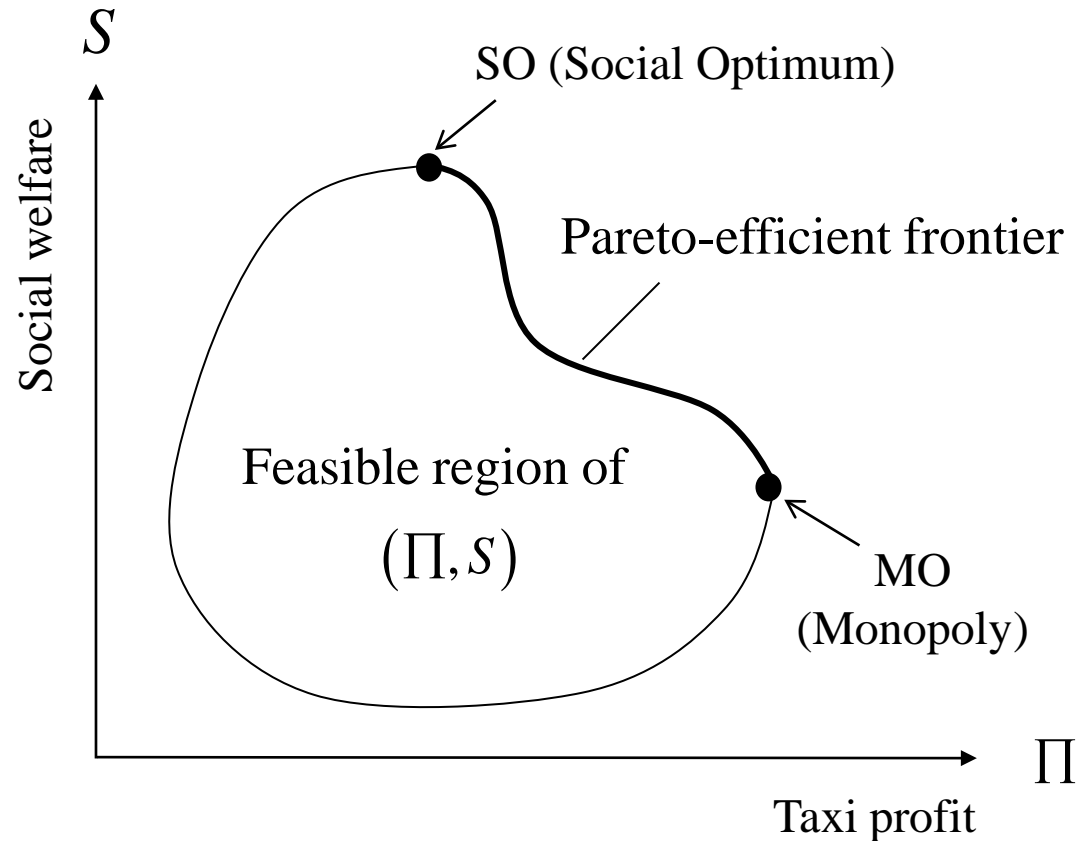 S
Social welfare
SO (Social Optimum)
Pareto-efficient frontier
Feasible region of
(Π, S)
MO
(Monopoly)
Π
Taxi profit